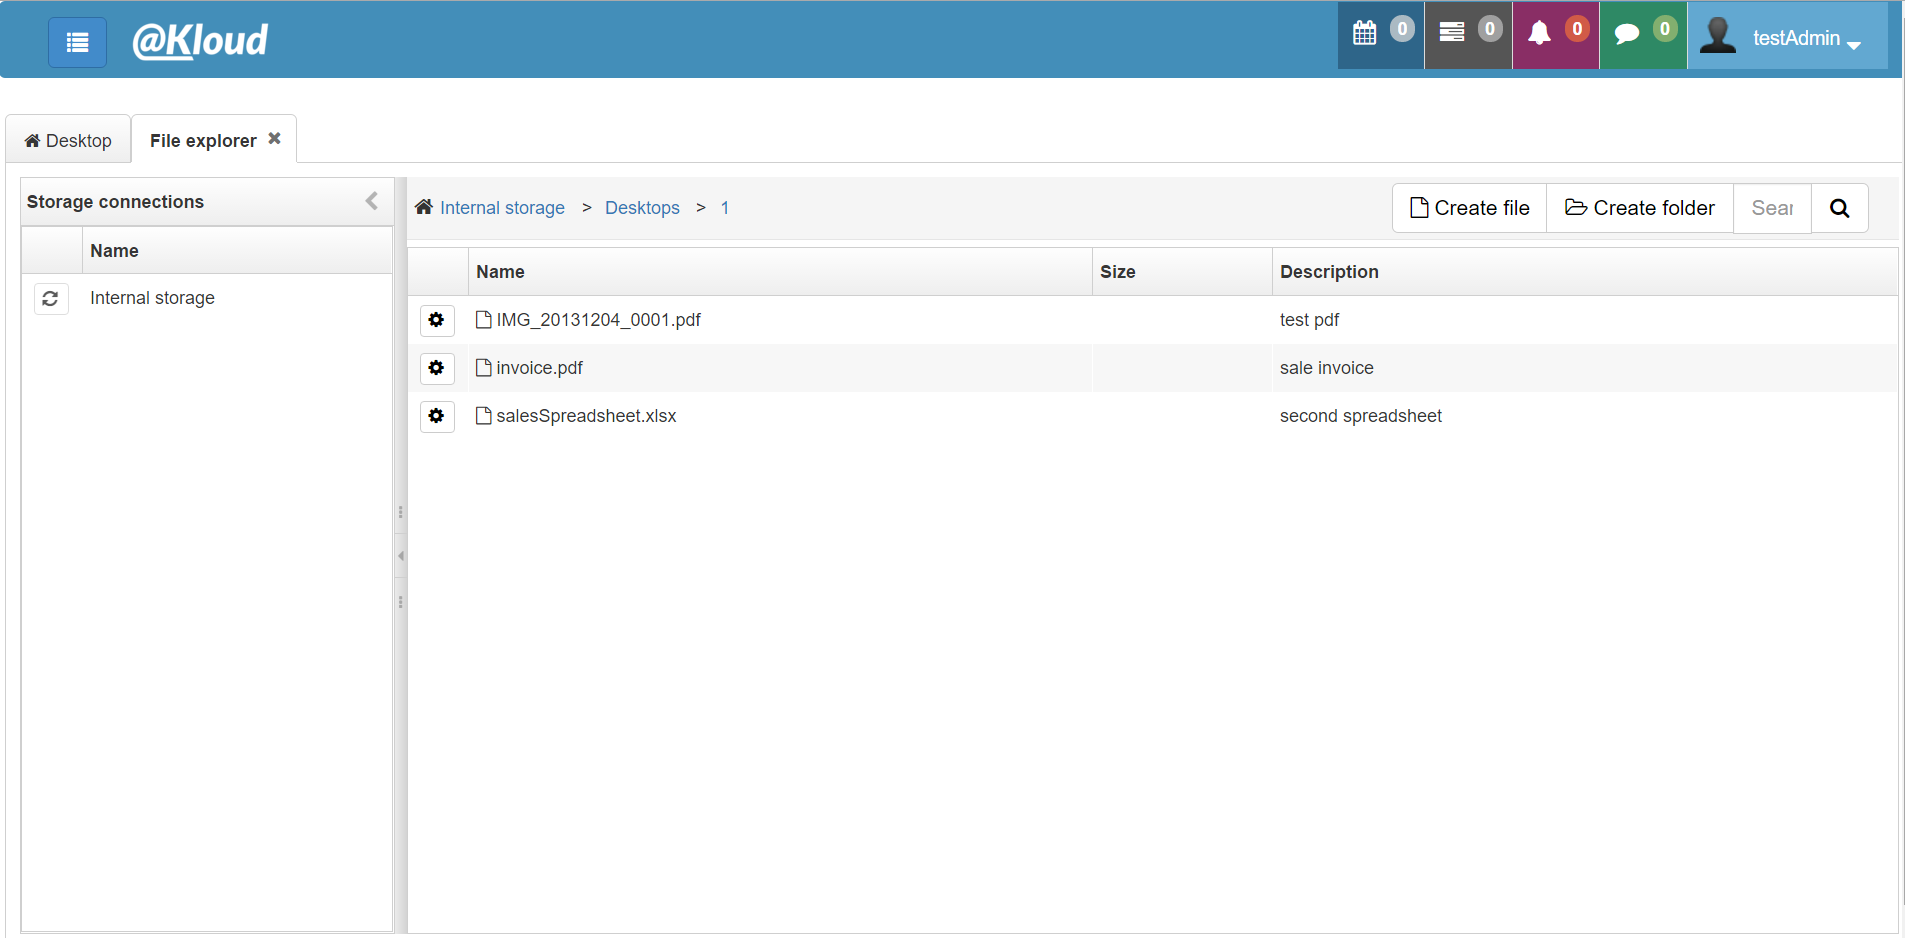 @Kloud
0 0 0 0 testAdmin
Desktop File explorer
Storage connections
Name
Internal storage
Internal storage > Desktops > 1
Create file Create folder Sear
Name Size Description
IMG_20131204_0001.pdf test pdf
invoice.pdf sale invoice
salesSpreadsheet.xlsx second spreadsheet